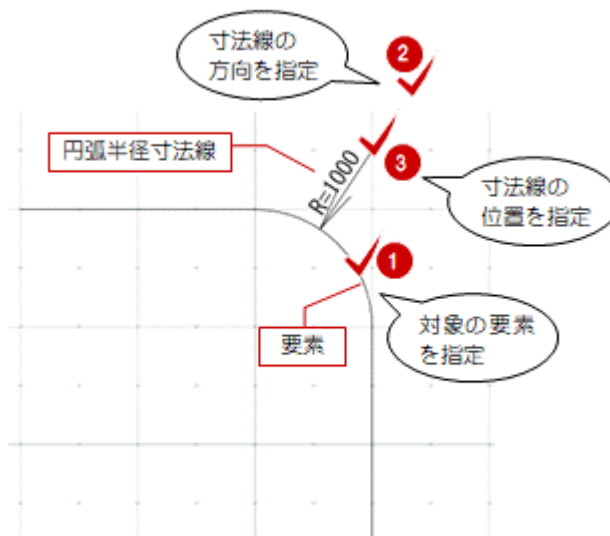 寸法線の
方向を指定
2
円弧半径寸法線
R=1000
3
寸法線の
位置を指定
1
要素
対象の要素
を指定